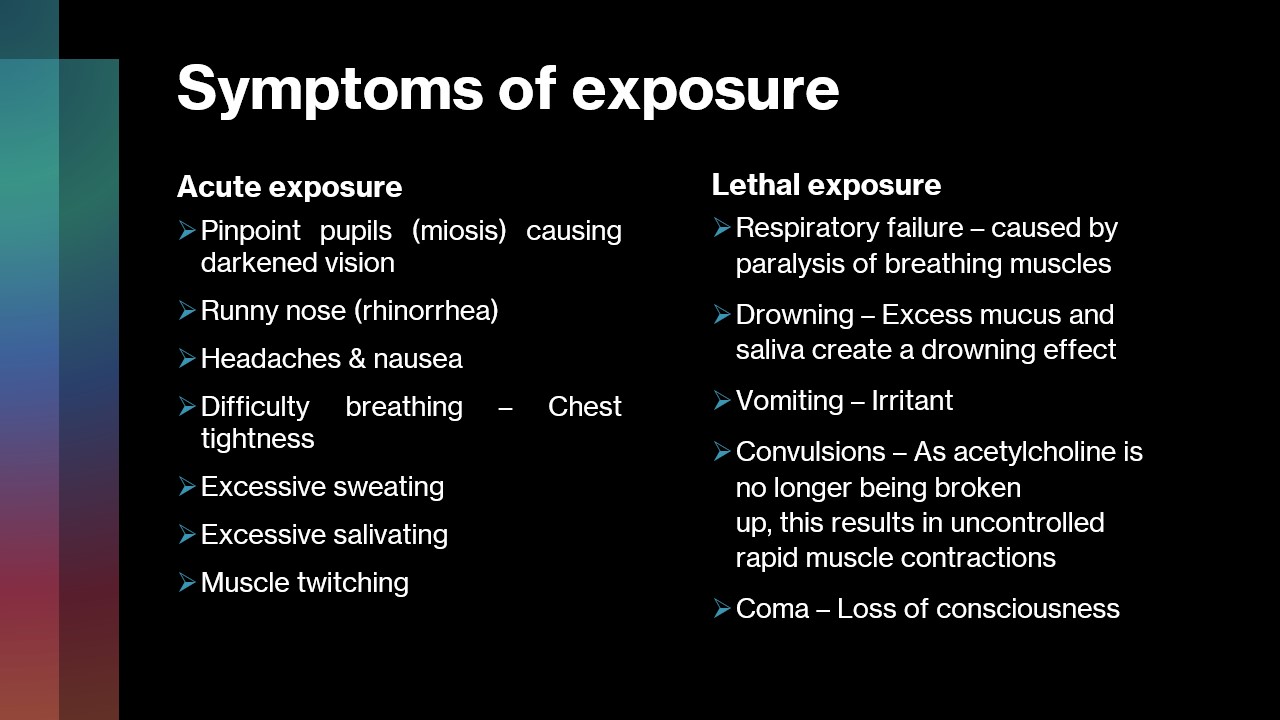 Symptoms of exposure
Acute exposure
Pinpoint pupils (miosis) causing
darkened vision
Runny nose (rhinorrhea)
Headaches & nausea
Difficulty breathing – Chest
tightness
Excessive sweating
Excessive salivating
Muscle twitching
Lethal exposure
Respiratory failure – caused by
paralysis of breathing muscles
Drowning – Excess mucus and
saliva create a drowning effect
Vomiting – Irritant
Convulsions – As acetylcholine is
no longer being broken
up, this results in uncontrolled
rapid muscle contractions
Coma – Loss of consciousness